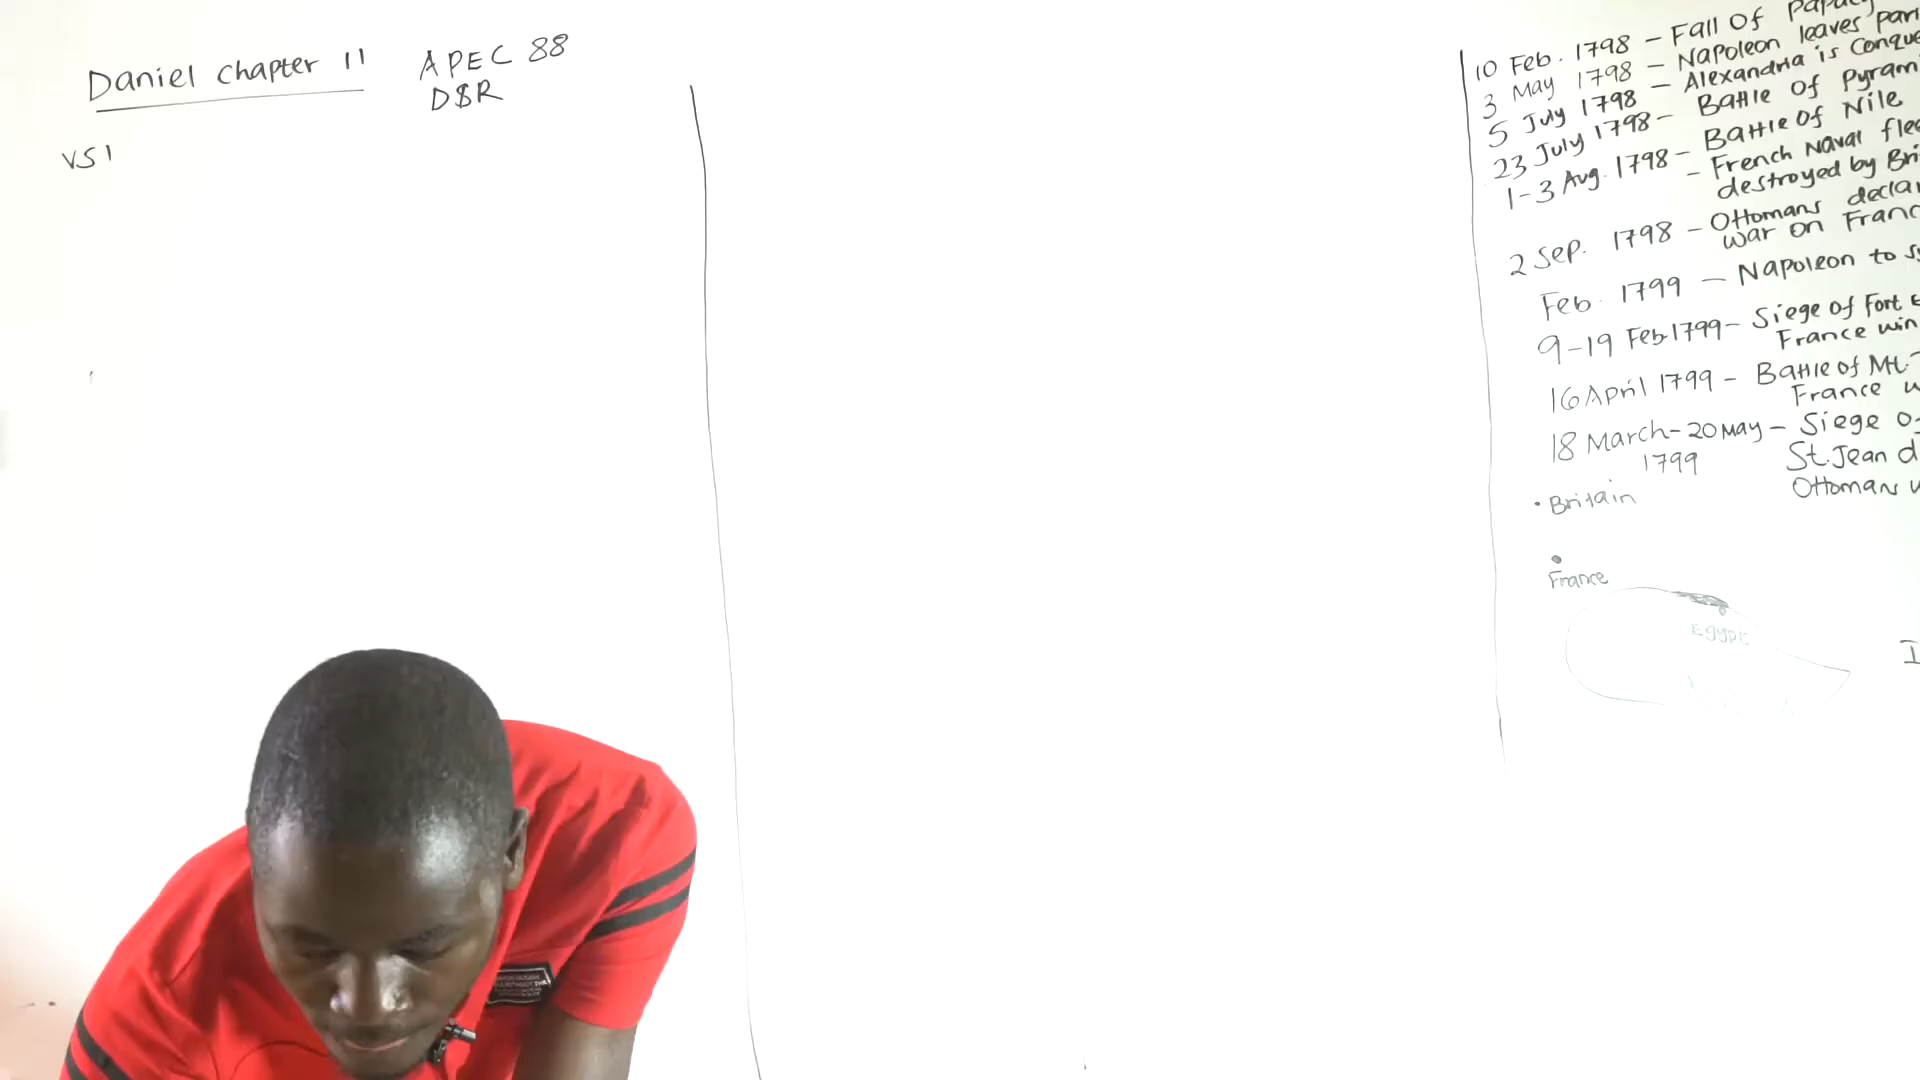 Daniel chapter 11
APEC 88
D$R
VS 1
10 Feb. 1798 - Fall Of
3 May 1798 - Napoleon leaves
5 July 1798 - Alexandria is
23 July 1798 - Battle Of
1-3 Aug. 1798 - Battle Of Nile
- French Naval
destroyed by
2 Sep. 1798 - Ottomans
war on
Feb. 1799 - Napoleon to
9-19 Feb 1799 - Siege Of Fort
France
16 April 1799 - Battle of Mt.
France
18 March - 20 May - Siege
1799 St. Jean
Ottomans
• Britain
France
Egypt